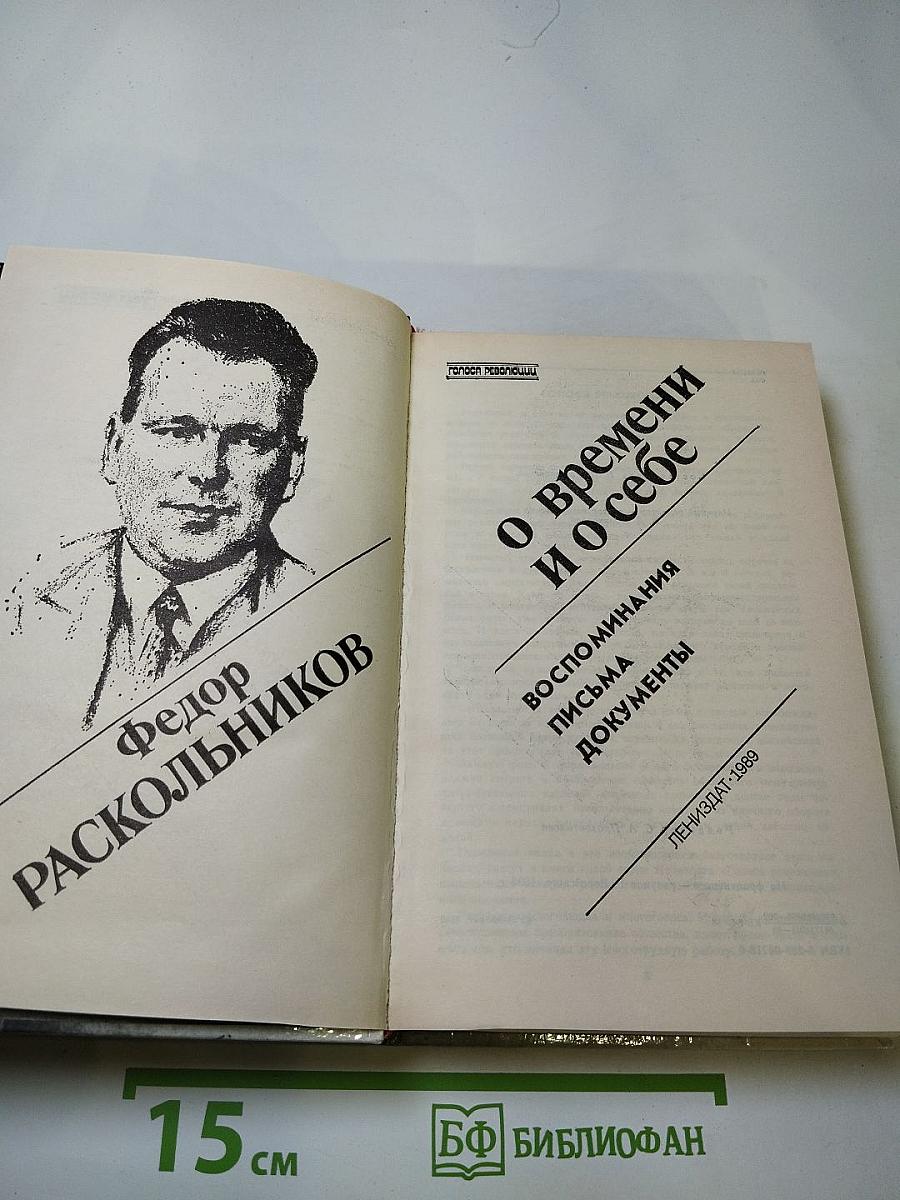 Федор
РАСКОЛЬНИКОВ
ГОЛОСА РЕВОЛЮЦИИ
О времени
и о себе
ВОСПОМИНАНИЯ
ПИСЬМА
ДОКУМЕНТЫ
ЛЕНИЗДАТ·1989
15 см
БФ БИБЛИОФАН